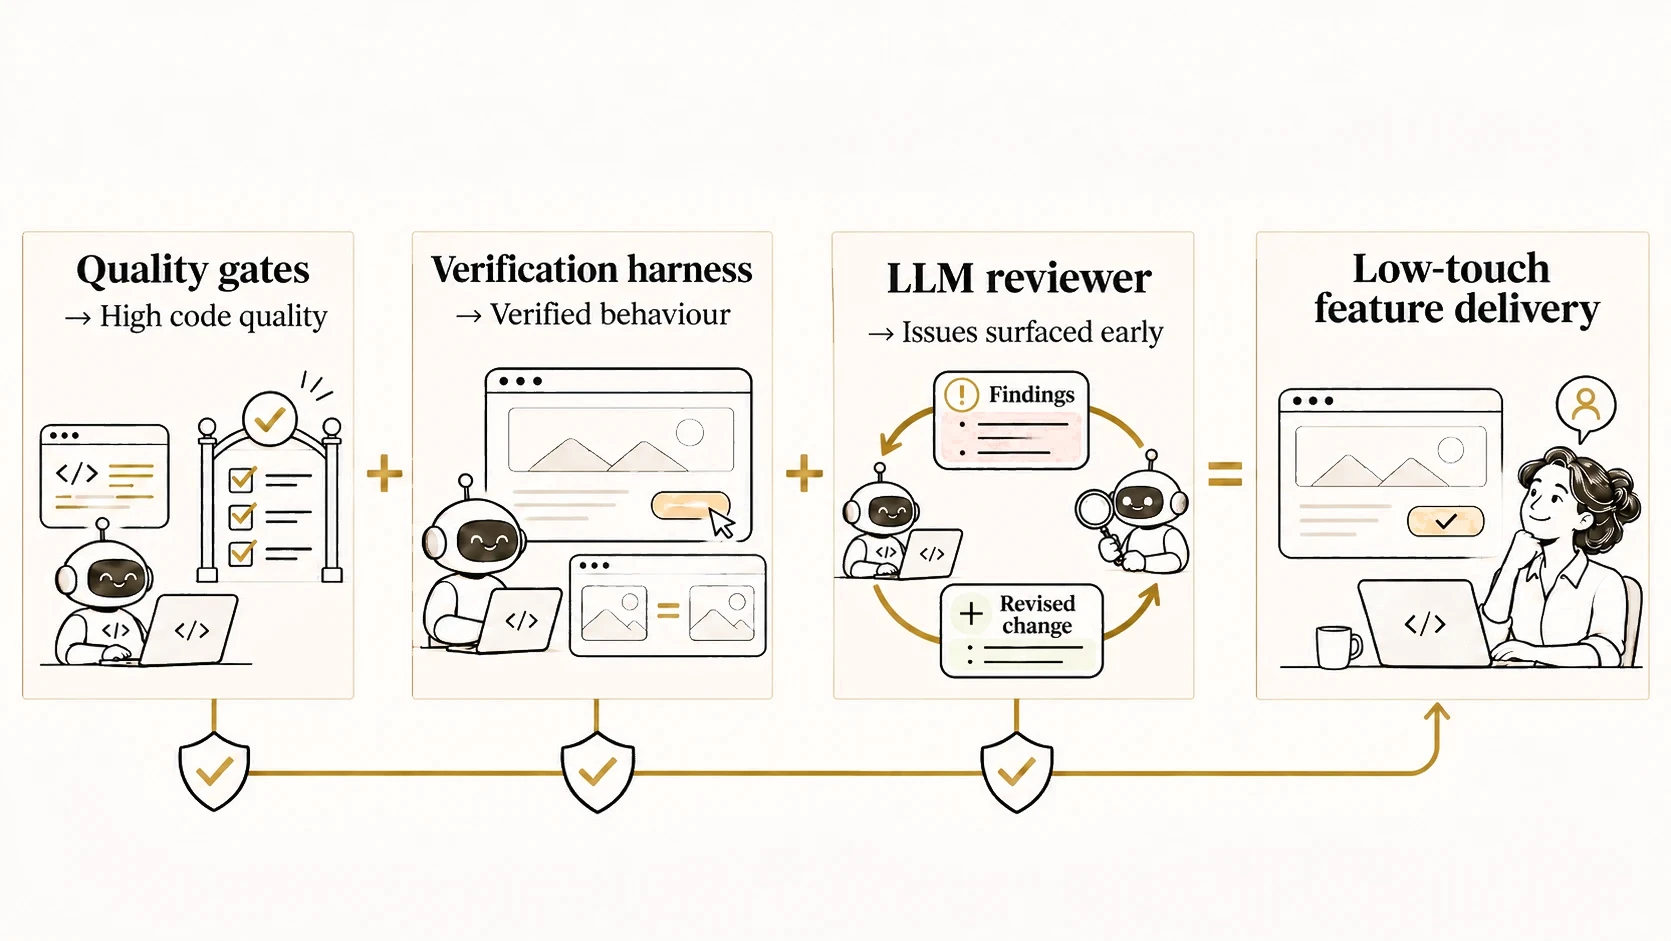 Quality gates
→ High code quality
</>
</>
</>
+
Verification harness
→ Verified behaviour
</>
=
+
LLM reviewer
→ Issues surfaced early
! Findings
</>
</>
+ Revised
change
=
Low-touch
feature delivery
</>